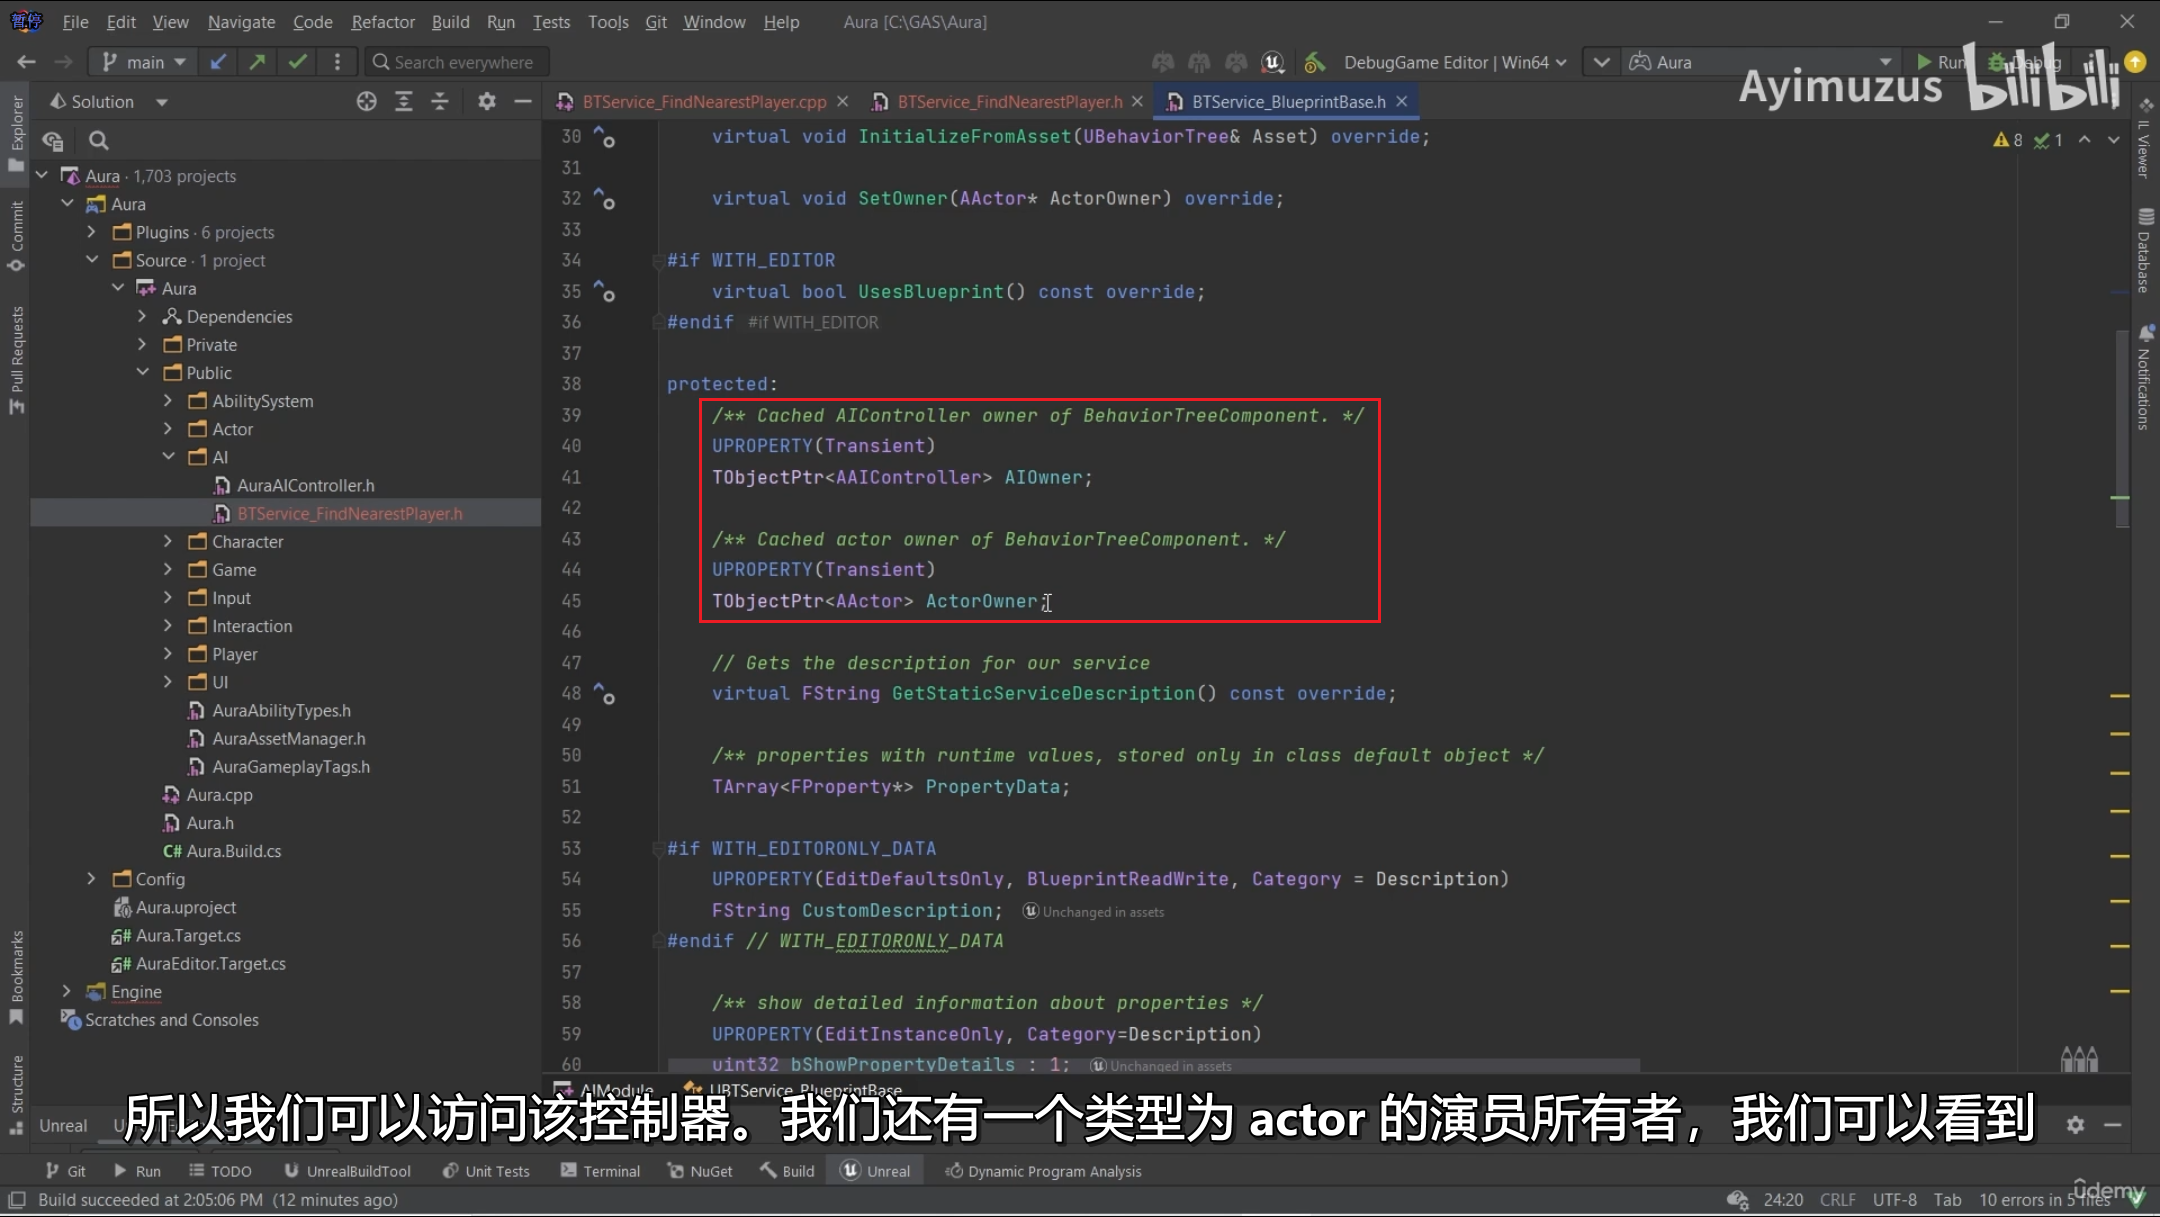 暂停 File Edit View Navigate Code Refactor Build Run Tests Tools Git Window Help Aura [C:\GAS\Aura]
main Search everywhere DebugGame Editor | Win64 Aura Run Debug
Ayimuzus bilibili
Solution
BTService_FindNearestPlayer.cpp BTService_FindNearestPlayer.h BTService_BlueprintBase.h
8 1
Explorer
Commit
Pull Requests
Bookmarks
Structure
Aura · 1,703 projects
Aura
Plugins · 6 projects
Source · 1 project
Aura
Dependencies
Private
Public
AbilitySystem
Actor
AI
AuraAIController.h
BTService_FindNearestPlayer.h
Character
Game
Input
Interaction
Player
UI
AuraAbilityTypes.h
AuraAssetManager.h
AuraGameplayTags.h
Aura.cpp
Aura.h
C# Aura.Build.cs
Config
Aura.uproject
Aura.Target.cs
AuraEditor.Target.cs
Engine
Scratches and Consoles
30 virtual void InitializeFromAsset(UBehaviorTree& Asset) override;
31
32 virtual void SetOwner(AActor* ActorOwner) override;
33
34 #if WITH_EDITOR
35 virtual bool UsesBlueprint() const override;
36 #endif #if WITH_EDITOR
37
38 protected:
39 /** Cached AIController owner of BehaviorTreeComponent. */
40 UPROPERTY(Transient)
41 TObjectPtr<AAIController> AIOwner;
42
43 /** Cached actor owner of BehaviorTreeComponent. */
44 UPROPERTY(Transient)
45 TObjectPtr<AActor> ActorOwner;
46
47 // Gets the description for our service
48 virtual FString GetStaticServiceDescription() const override;
49
50 /** properties with runtime values, stored only in class default object */
51 TArray<FProperty*> PropertyData;
52
53 #if WITH_EDITORONLY_DATA
54 UPROPERTY(EditDefaultsOnly, BlueprintReadWrite, Category = Description)
55 FString CustomDescription; Unchanged in assets
56 #endif // WITH_EDITORONLY_DATA
57
58 /** show detailed information about properties */
59 UPROPERTY(EditInstanceOnly, Category=Description)
60 uint32 bShowPropertyDetails : 1; Unchanged in assets
IL Viewer
Database
Notifications
AIModule UBTService_BlueprintBase
Unreal
所以我们可以访问该控制器。我们还有一个类型为 actor 的演员所有者，我们可以看到
Git Run TODO UnrealBuildTool Unit Tests Terminal NuGet Build Unreal Dynamic Program Analysis
Build succeeded at 2:05:06 PM (12 minutes ago) 24:20 CRLF UTF-8 Tab 10 errors in 5 files
udemy